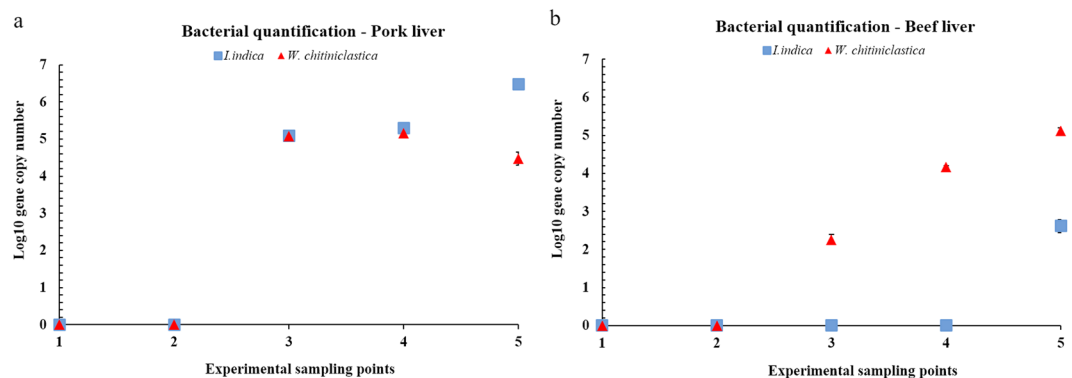 a
Bacterial quantification - Pork liver
I.indica W. chitiniclastica
Log10 gene copy number
7
6
5
4
3
2
1
0
1 2 3 4 5
Experimental sampling points
b
Bacterial quantification - Beef liver
I.indica W. chitiniclastica
Log10 gene copy number
7
6
5
4
3
2
1
0
1 2 3 4 5
Experimental sampling points